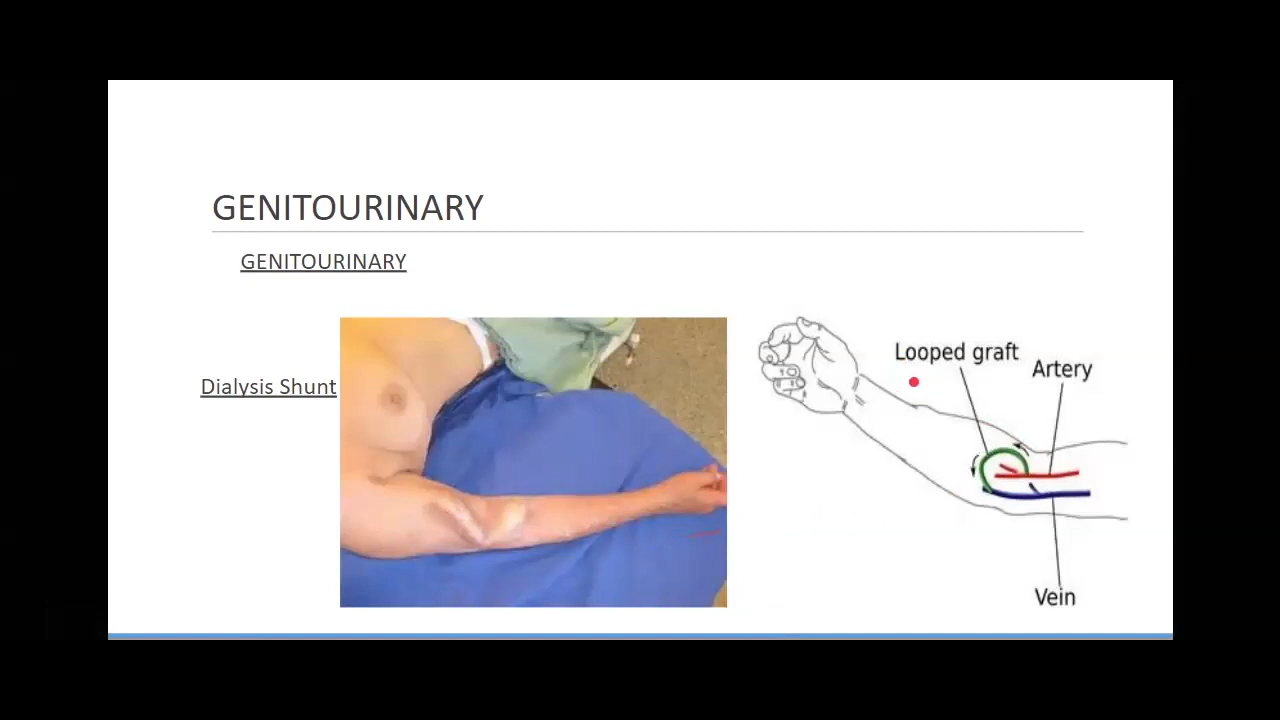 GENITOURINARY
GENITOURINARY
Dialysis Shunt
Looped graft
Artery
Vein